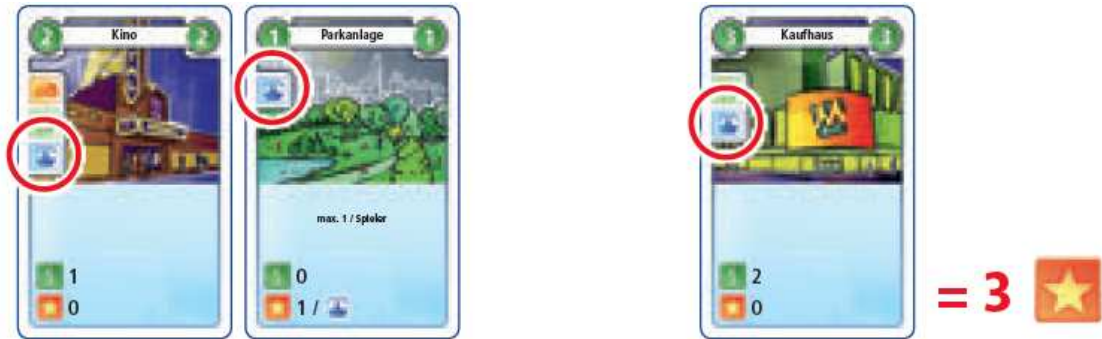 2 Kino 2
1 Parkanlage 1
3 Kaufhaus 3
max. 1 / Spieler
1
0
0
1 /
2
0
= 3